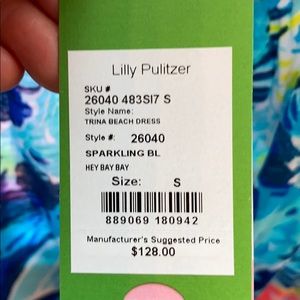 Lilly Pulitzer
SKU #
26040 483SI7 S
Style Name:
TRINA BEACH DRESS
Style #: 26040
SPARKLING BL
HEY BAY BAY
Size: S
889069 180942
Manufacturer's Suggested Price
$128.00